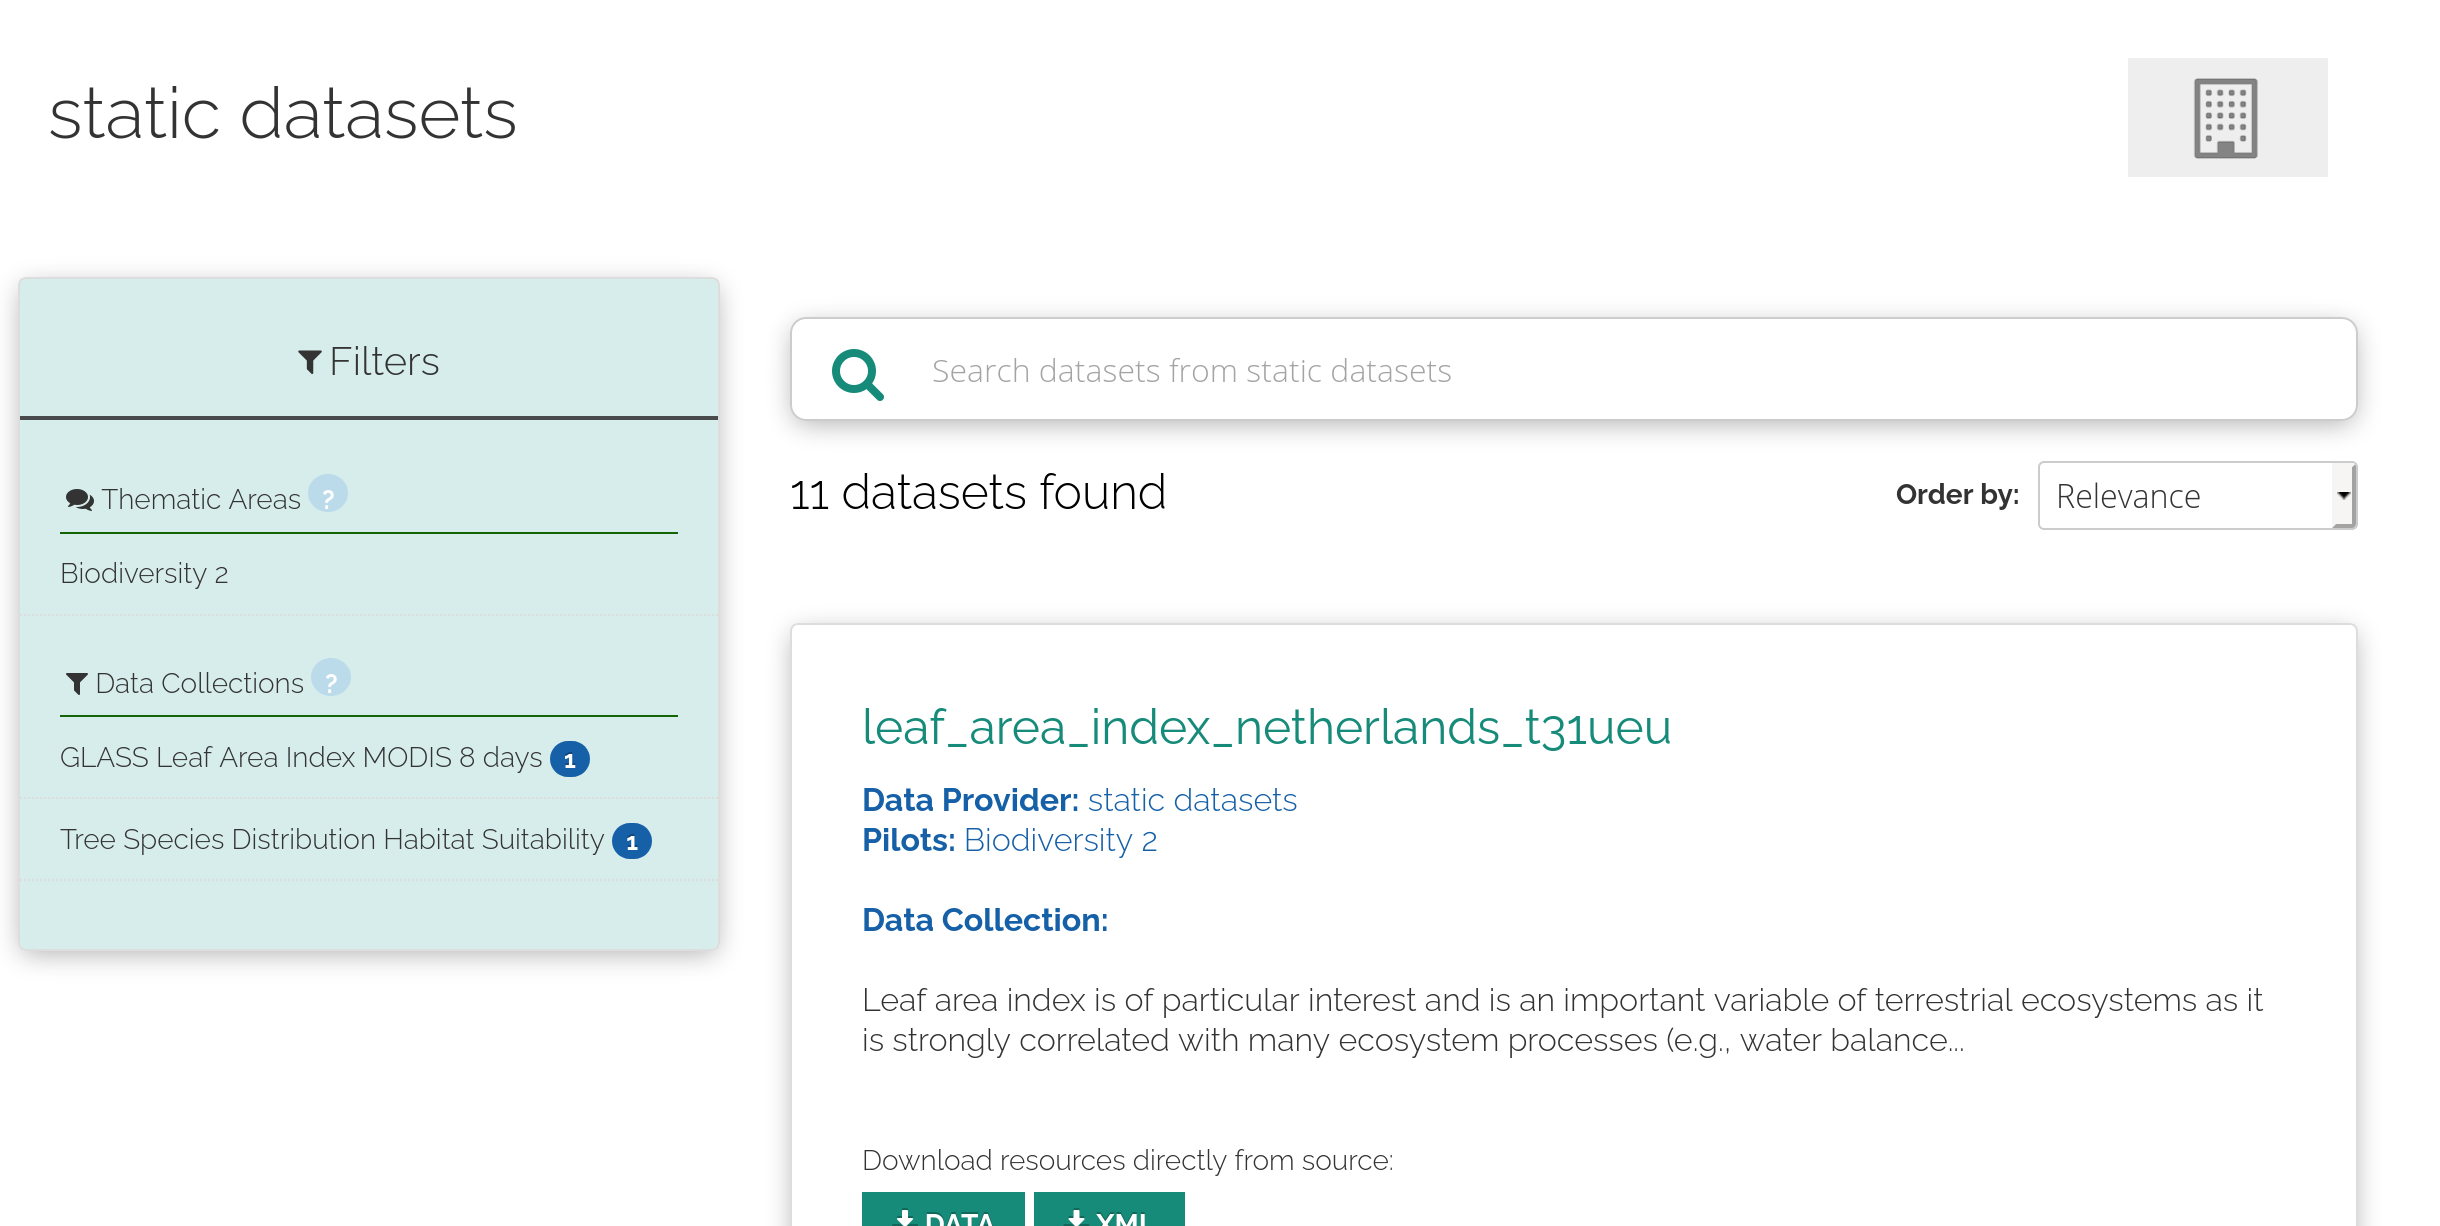 static datasets
Filters
Thematic Areas ?
Biodiversity 2
Data Collections ?
GLASS Leaf Area Index MODIS 8 days 1
Tree Species Distribution Habitat Suitability 1
Search datasets from static datasets
11 datasets found
Order by: Relevance
leaf_area_index_netherlands_t31ueu
Data Provider: static datasets
Pilots: Biodiversity 2
Data Collection:
Leaf area index is of particular interest and is an important variable of terrestrial ecosystems as it
is strongly correlated with many ecosystem processes (e.g., water balance...
Download resources directly from source:
DATA XML